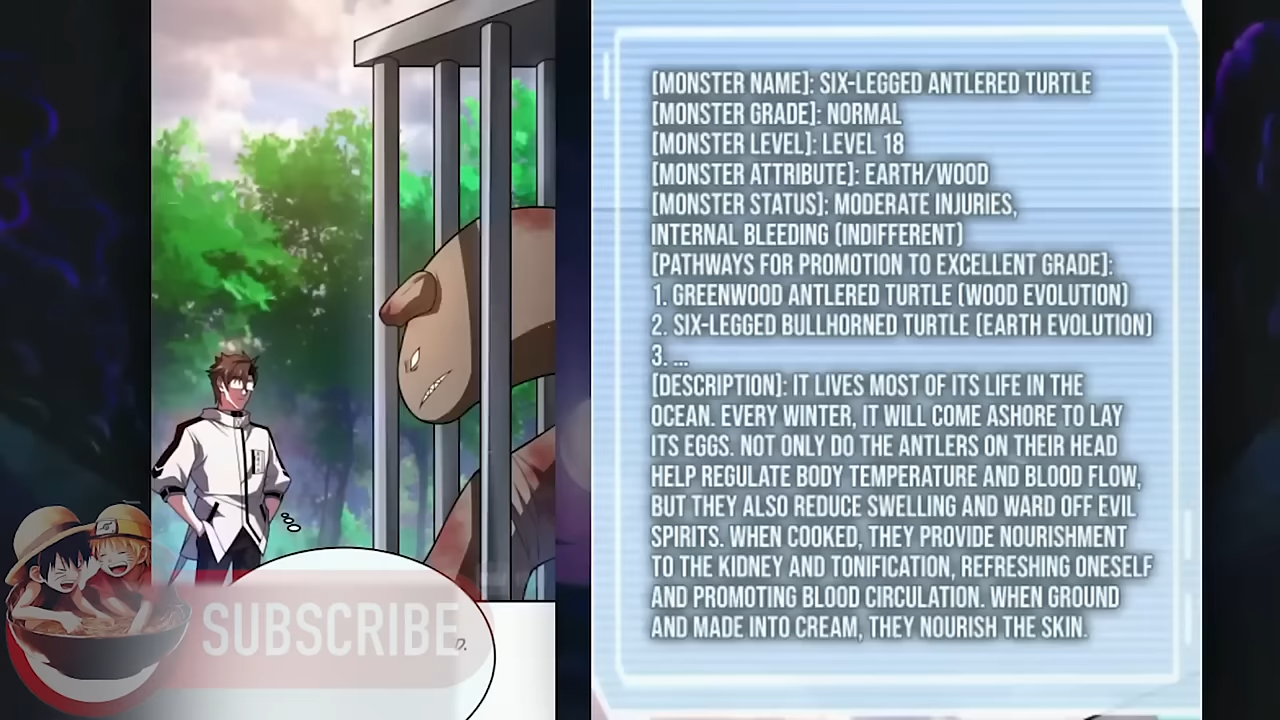 [MONSTER NAME]: SIX-LEGGED ANTLERED TURTLE
[MONSTER GRADE]: NORMAL
[MONSTER LEVEL]: LEVEL 18
[MONSTER ATTRIBUTE]: EARTH/WOOD
[MONSTER STATUS]: MODERATE INJURIES,
INTERNAL BLEEDING (INDIFFERENT)
[PATHWAYS FOR PROMOTION TO EXCELLENT GRADE]:
1. GREENWOOD ANTLERED TURTLE (WOOD EVOLUTION)
2. SIX-LEGGED BULLHORNED TURTLE (EARTH EVOLUTION)
3. ...
[DESCRIPTION]: IT LIVES MOST OF ITS LIFE IN THE
OCEAN. EVERY WINTER, IT WILL COME ASHORE TO LAY
ITS EGGS. NOT ONLY DO THE ANTLERS ON THEIR HEAD
HELP REGULATE BODY TEMPERATURE AND BLOOD FLOW,
BUT THEY ALSO REDUCE SWELLING AND WARD OFF EVIL
SPIRITS. WHEN COOKED, THEY PROVIDE NOURISHMENT
TO THE KIDNEY AND TONIFICATION, REFRESHING ONESELF
AND PROMOTING BLOOD CIRCULATION. WHEN GROUND
AND MADE INTO CREAM, THEY NOURISH THE SKIN.
SUBSCRIBE